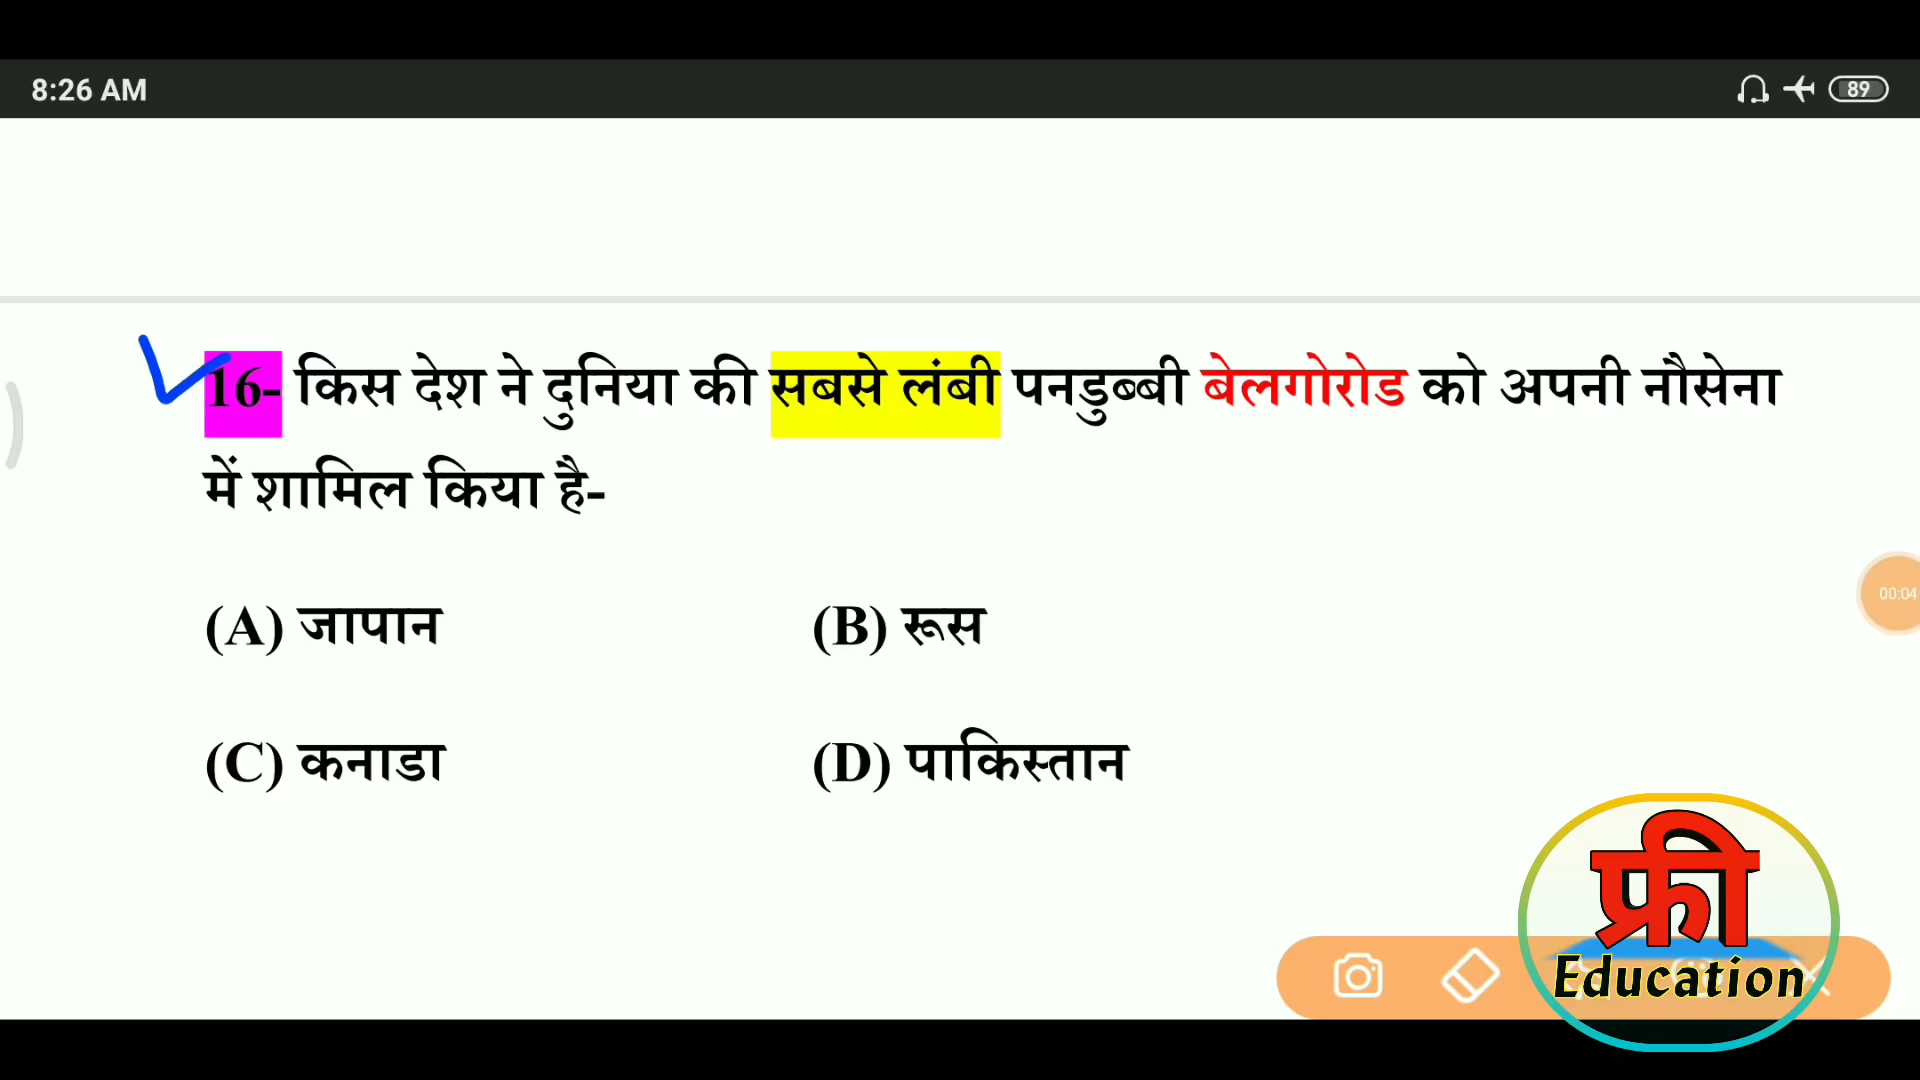 8:26 AM
89
16- किस देश ने दुनिया की सबसे लंबी पनडुब्बी बेलगोरोड को अपनी नौसेना
में शामिल किया है-
00:04
(A) जापान (B) रूस
(C) कनाडा (D) पाकिस्तान
फ्री
Education